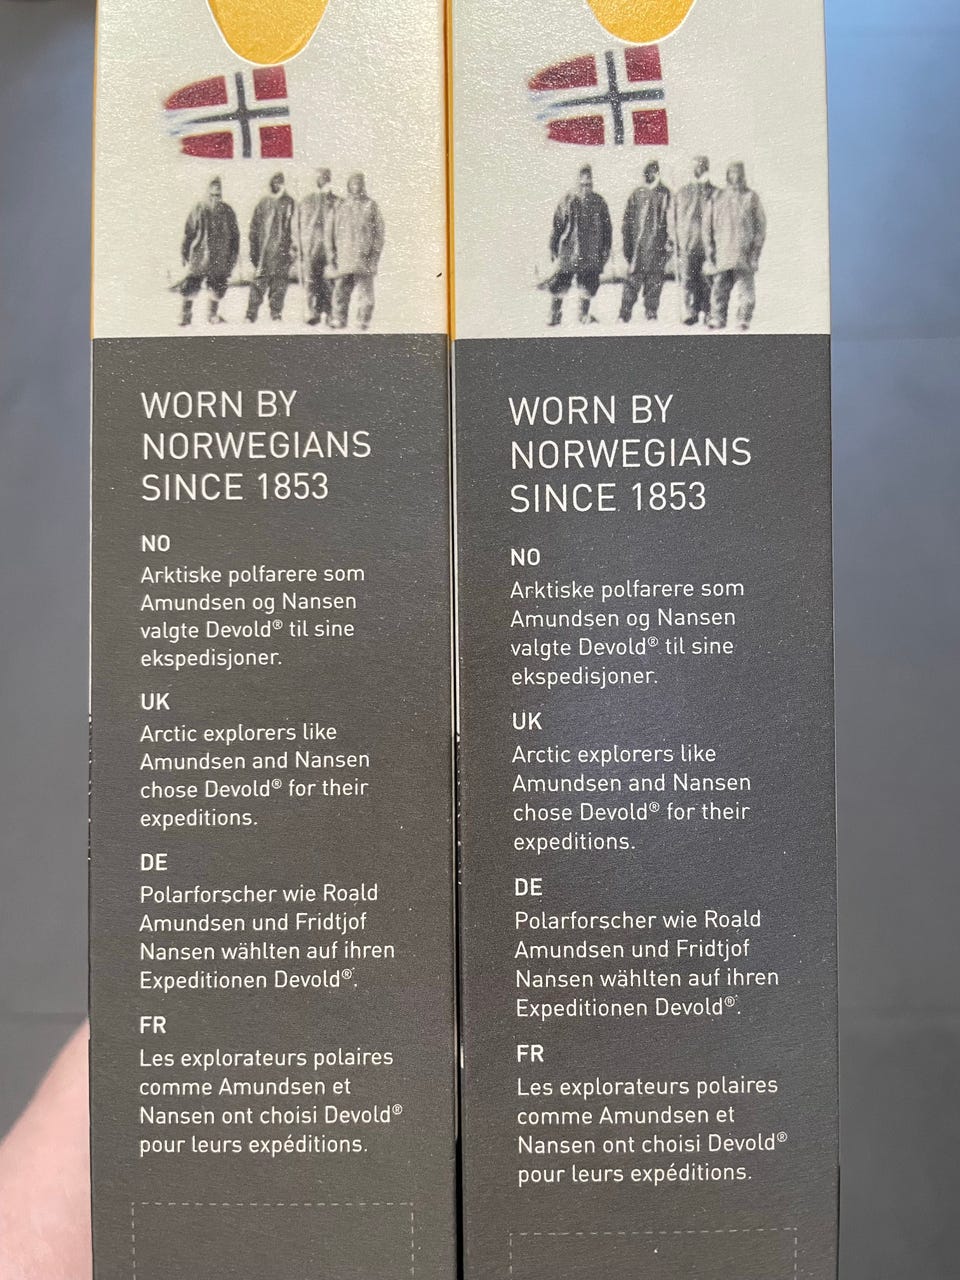 WORN BY
NORWEGIANS
SINCE 1853
NO
Arktiske polfarere som
Amundsen og Nansen
valgte Devold® til sine
ekspedisjoner.
UK
Arctic explorers like
Amundsen and Nansen
chose Devold® for their
expeditions.
DE
Polarforscher wie Roald
Amundsen und Fridtjof
Nansen wählten auf ihren
Expeditionen Devold®.
FR
Les explorateurs polaires
comme Amundsen et
Nansen ont choisi Devold®
pour leurs expéditions.
WORN BY
NORWEGIANS
SINCE 1853
NO
Arktiske polfarere som
Amundsen og Nansen
valgte Devold® til sine
ekspedisjoner.
UK
Arctic explorers like
Amundsen and Nansen
chose Devold® for their
expeditions.
DE
Polarforscher wie Roald
Amundsen und Fridtjof
Nansen wählten auf ihren
Expeditionen Devold®.
FR
Les explorateurs polaires
comme Amundsen et
Nansen ont choisi Devold®
pour leurs expéditions.